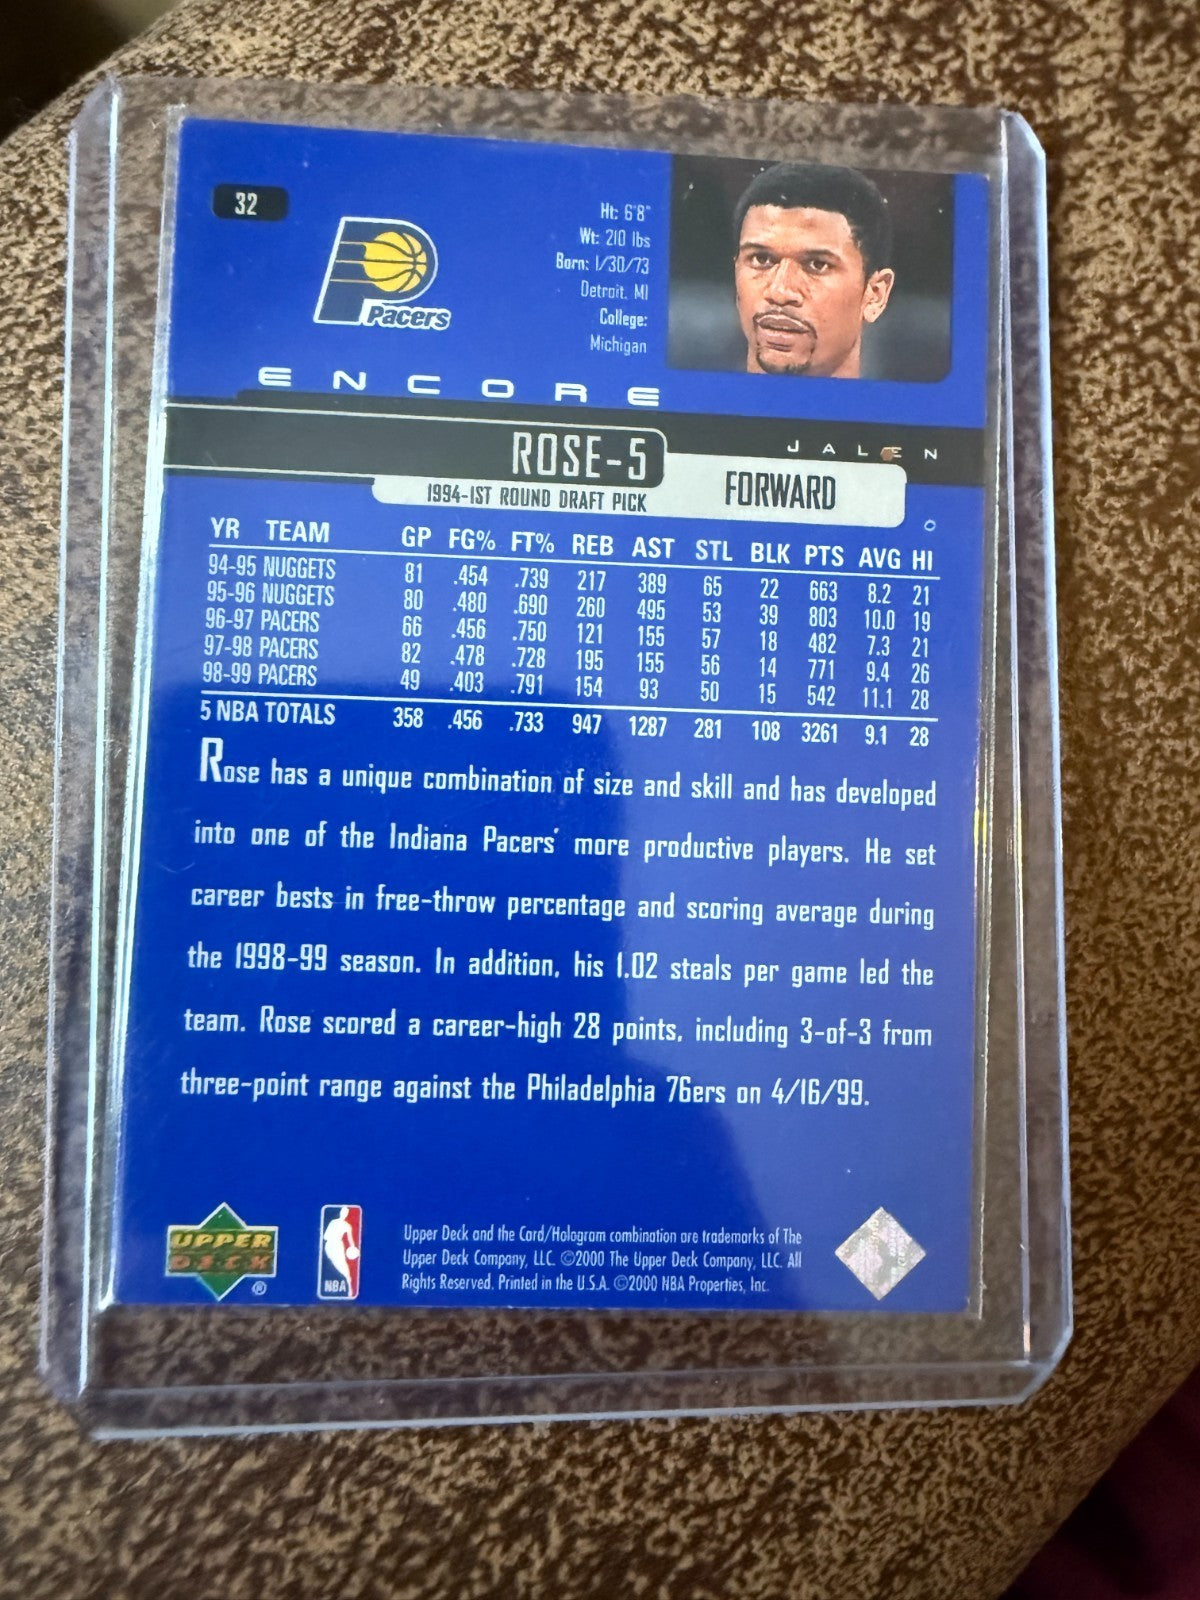 32
Pacers
Ht: 6'8"
Wt: 210 lbs
Born: 1/30/73
Detroit, MI
College:
Michigan
ENCORE
JALEN
ROSE-5
FORWARD
1994-1ST ROUND DRAFT PICK
YR TEAM GP FG% FT% REB AST STL BLK PTS AVG HI
94-95 NUGGETS 81 .454 .739 217 389 65 22 663 8.2 21
95-96 NUGGETS 80 .480 .690 260 495 53 39 803 10.0 19
96-97 PACERS 66 .456 .750 121 155 57 18 482 7.3 21
97-98 PACERS 82 .478 .728 195 155 56 14 771 9.4 26
98-99 PACERS 49 .403 .791 154 93 50 15 542 11.1 28
5 NBA TOTALS 358 .456 .733 947 1287 281 108 3261 9.1 28
Rose has a unique combination of size and skill and has developed
into one of the Indiana Pacers' more productive players. He set
career bests in free-throw percentage and scoring average during
the 1998-99 season. In addition, his 1.02 steals per game led the
team. Rose scored a career-high 28 points, including 3-of-3 from
three-point range against the Philadelphia 76ers on 4/16/99.
UPPER
DECK
®
NBA
Upper Deck and the Card/Hologram combination are trademarks of The
Upper Deck Company, LLC. ©2000 The Upper Deck Company, LLC. All
Rights Reserved. Printed in the U.S.A. ©2000 NBA Properties, Inc.